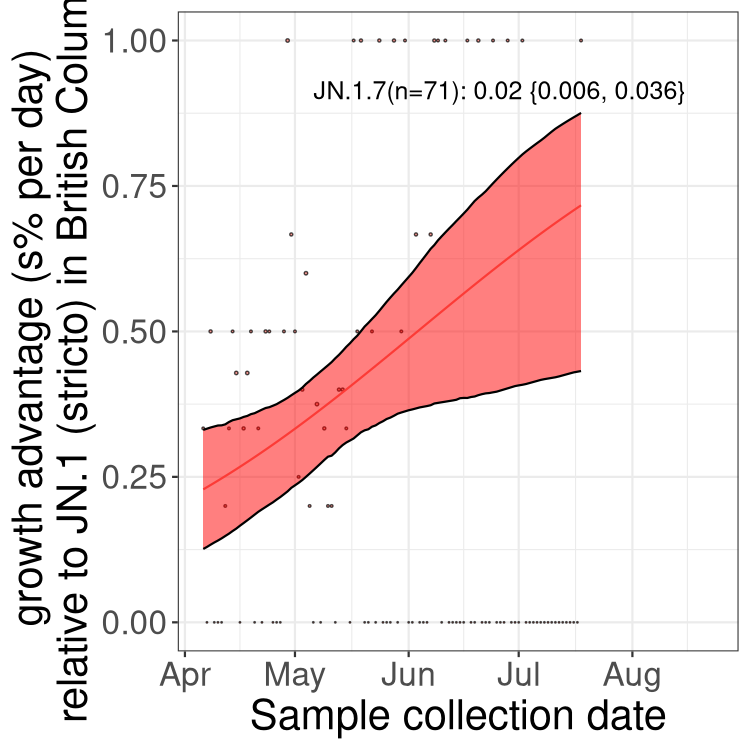 growth advantage (s% per day)
relative to JN.1 (stricto) in British Colum
1.00
0.75
0.50
0.25
0.00
JN.1.7(n=71): 0.02 {0.006, 0.036}
Apr May Jun Jul Aug
Sample collection date